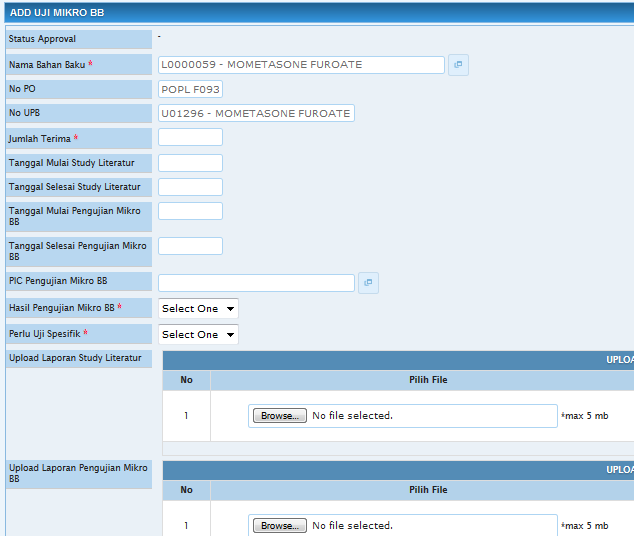 ADD UJI MIKRO BB
Status Approval -
Nama Bahan Baku * L0000059 - MOMETASONE FUROATE
No PO POPL F093
No UPB U01296 - MOMETASONE FUROATE
Jumlah Terima *
Tanggal Mulai Study Literatur
Tanggal Selesai Study Literatur
Tanggal Mulai Pengujian Mikro
BB
Tanggal Selesai Pengujian Mikro
BB
PIC Pengujian Mikro BB
Hasil Pengujian Mikro BB * Select One
Perlu Uji Spesifik * Select One
Upload Laporan Study Literatur UPLOA
No Pilih File
1 Browse... No file selected. *max 5 mb
Upload Laporan Pengujian Mikro
BB UPLOA
No Pilih File
1 Browse... No file selected. *max 5 mb